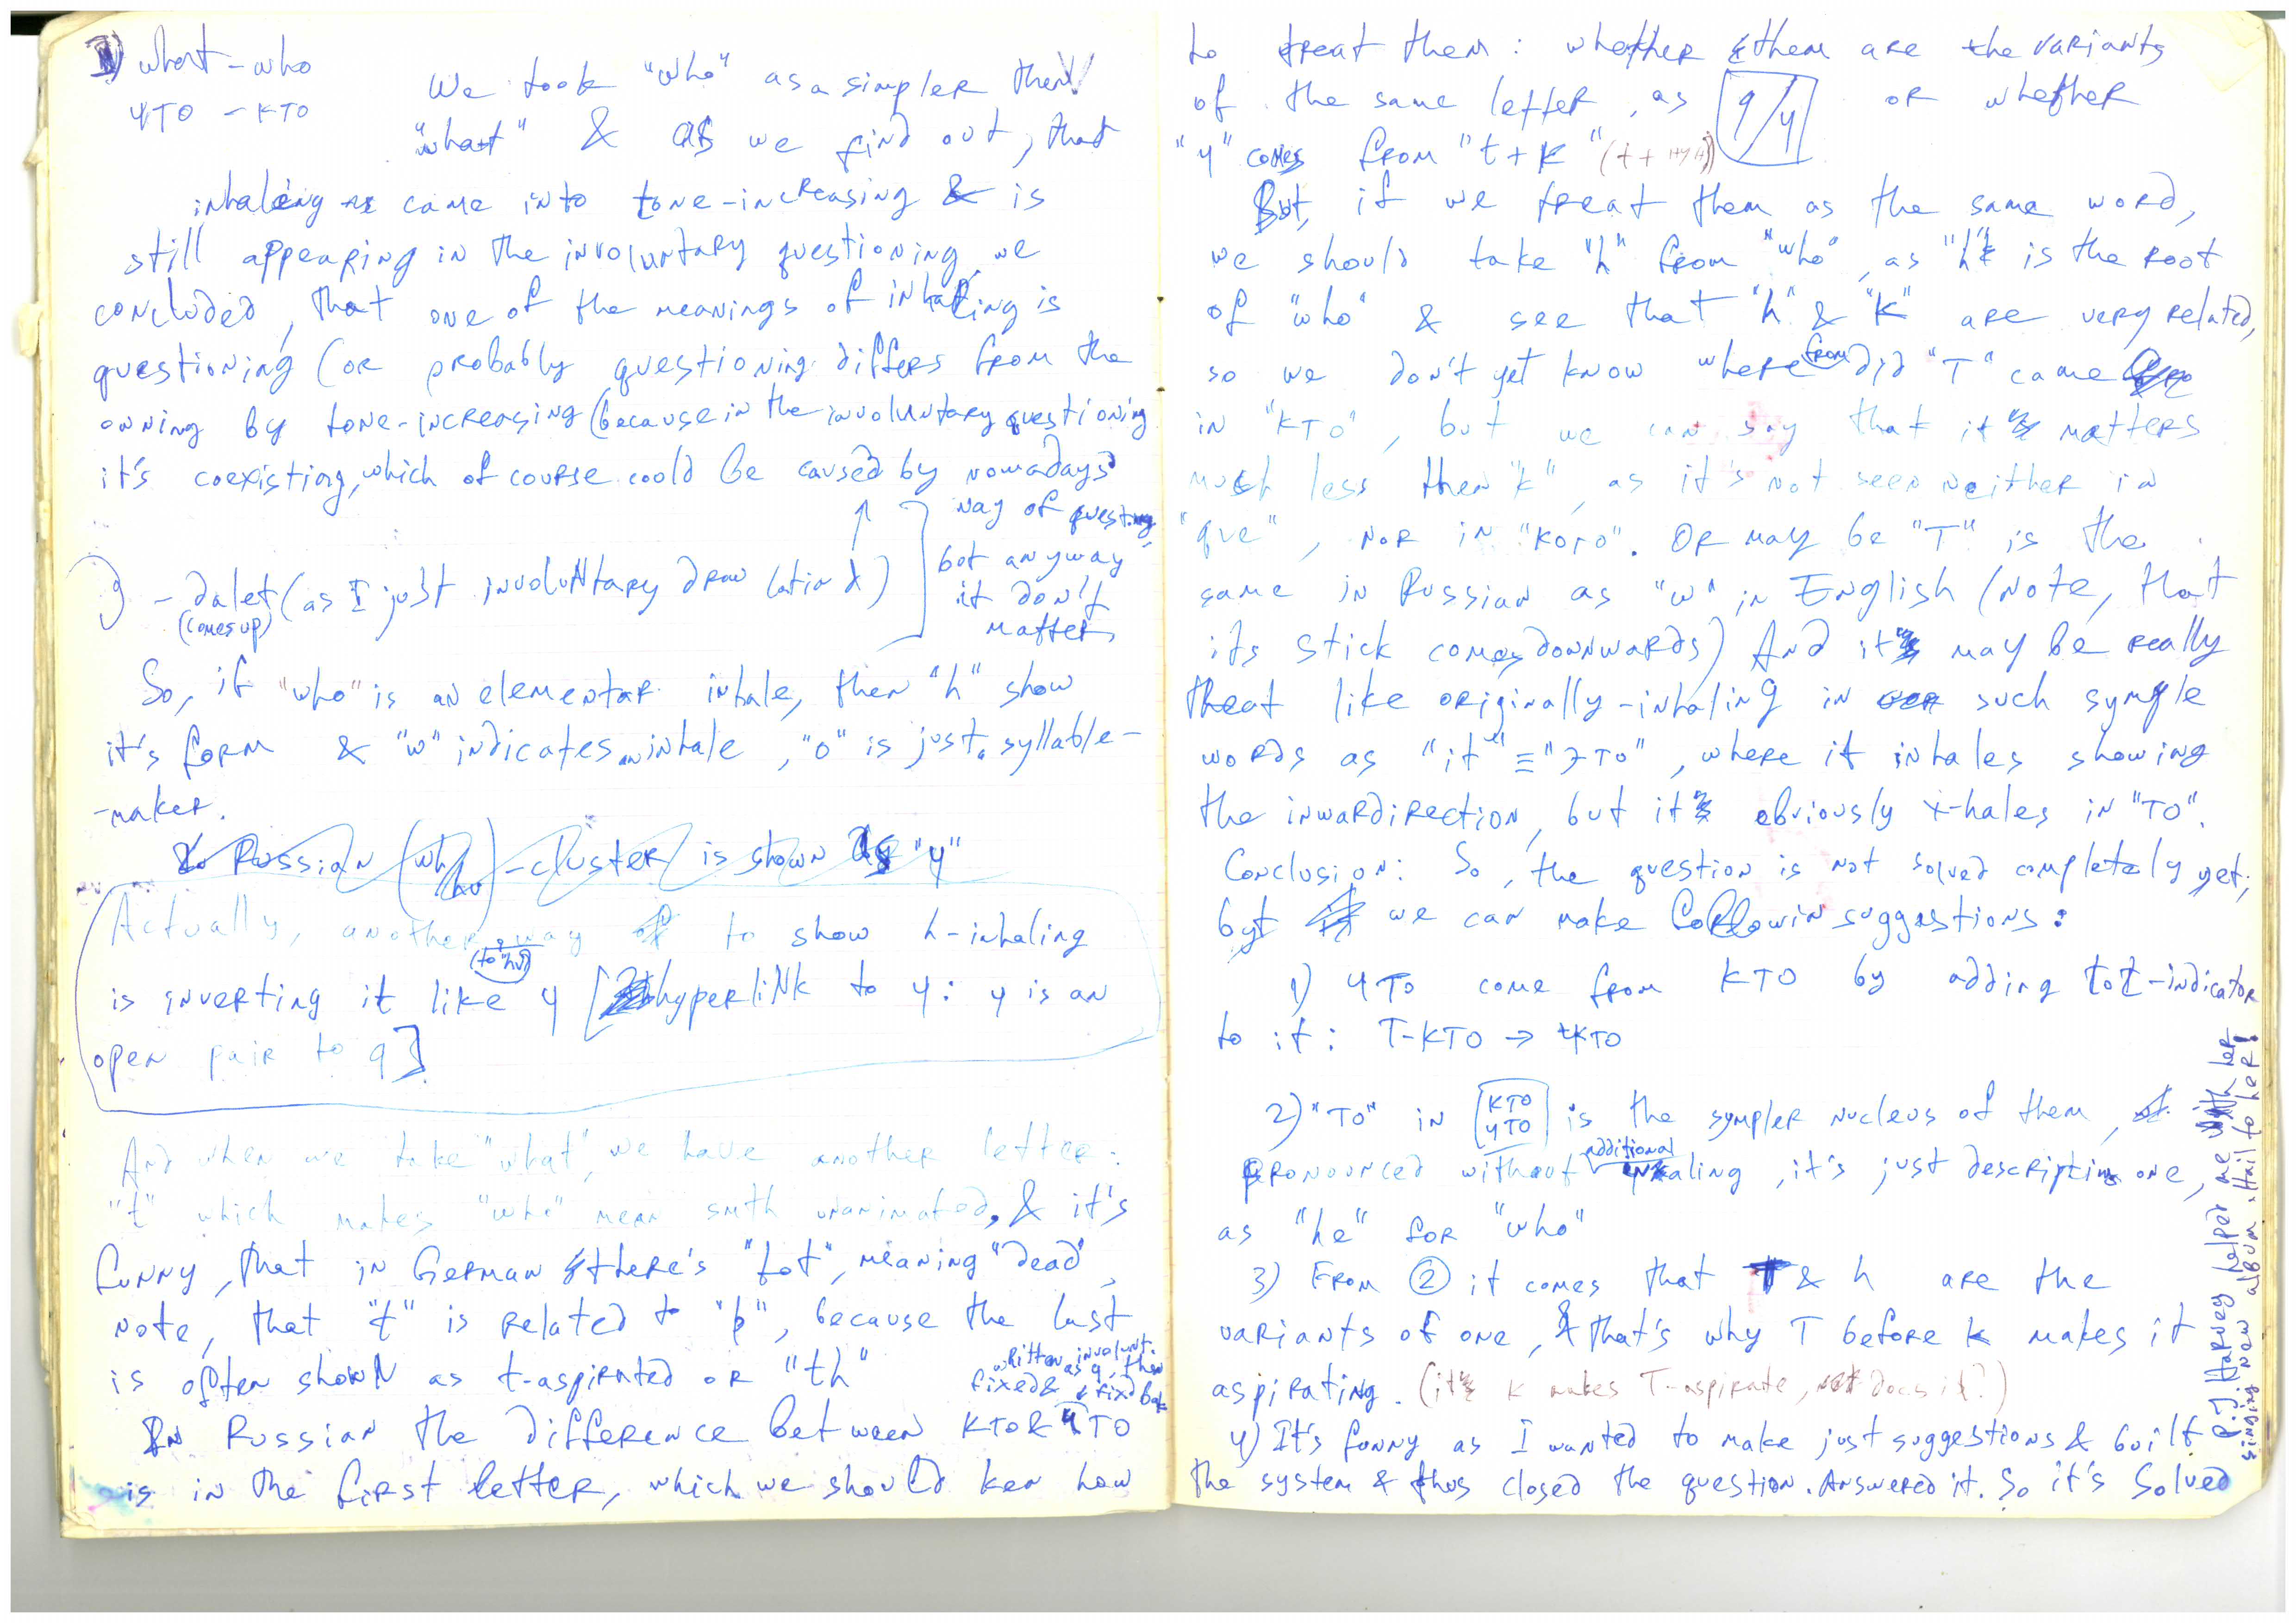 1) what – who
ЧТО – КТО
We took "who" as a simpler then
"what" & as we find out, that
inhaling came into tone-increasing & is
still appearing in the involuntary questioning, we
concluded, that one of the meanings of inhaling is
questioning (or probably questioning differs from the
owning by tone-increasing (because in the involuntary questioning
it's coexisting, which of course could be caused by nowadays
way of questing,
but anyway
it don't
matter
– dalet (as I just involuntary draw latin d)
(comes up)
So, if "who" is an elementar inhale, then "h" show
it's form & "w" indicates an inhale, "o" is just syllable-
-maker.
Russian (wh hw) -cluster is shown as "ч"
Actually, another way to show h-inhaling
(to "hv")
is inverting it like ч [hyperlink to ч: ч is an
open pair to q]
And when we take "what", we have another letter:
"t" which makes "who" mean smth unanimated, & it's
funny, that in German there's "tot", meaning "dead",
note, that "t" is related to "þ", because the last
is often shown as t-aspirated or "th"
written involunt.
as q, then
fixed & fixd bak
In Russian the difference between КТО & ЧТО
is in the first letter, which we should ken how
to treat them: whether them are the variants
of the same letter, as q/ч or whether
"ч" comes from "t + k"
But, if we treat them as the same word,
we should take "h" from "who", as "h" is the root
of "who" & see that "h" & "k" are very related,
so we don't yet know where from did "T" came
in "КТО", but we can say that it matters
much less then "k", as it's not seen neither in
"que", nor in "кого". Or may be "T" is the
same in Russian as "w" in English (note, that
its stick comes downwards) And it may be really
threat like originally-inhaling in such symple
words as "it" ≡ "ЭТО", where it inhales showing
the inwardirection, but it obviously x-hales in "ТО".
Conclusion: So, the question is not solved completely yet,
byt we can make followin suggestions:
1) ЧТО come from КТО by adding tot-indicator
to it: Т-КТО → ЧКТО
2) "ТО" in [КТО ЧТО] is the sympler nucleus of them,
additional
pronounced without inhaling, it's just descripting one,
as "he" for "who"
3) From ② it comes that T & h are the
variants of one, & that's why T before k makes it
aspirating. (it k makes T-aspirate, does it?)
4) It's funny as I wanted to make just suggestions & built
the system & thus closed the question. Answered it. So it's Solved
P.J. Harvey helped me with her
singing new album. Hail to her!